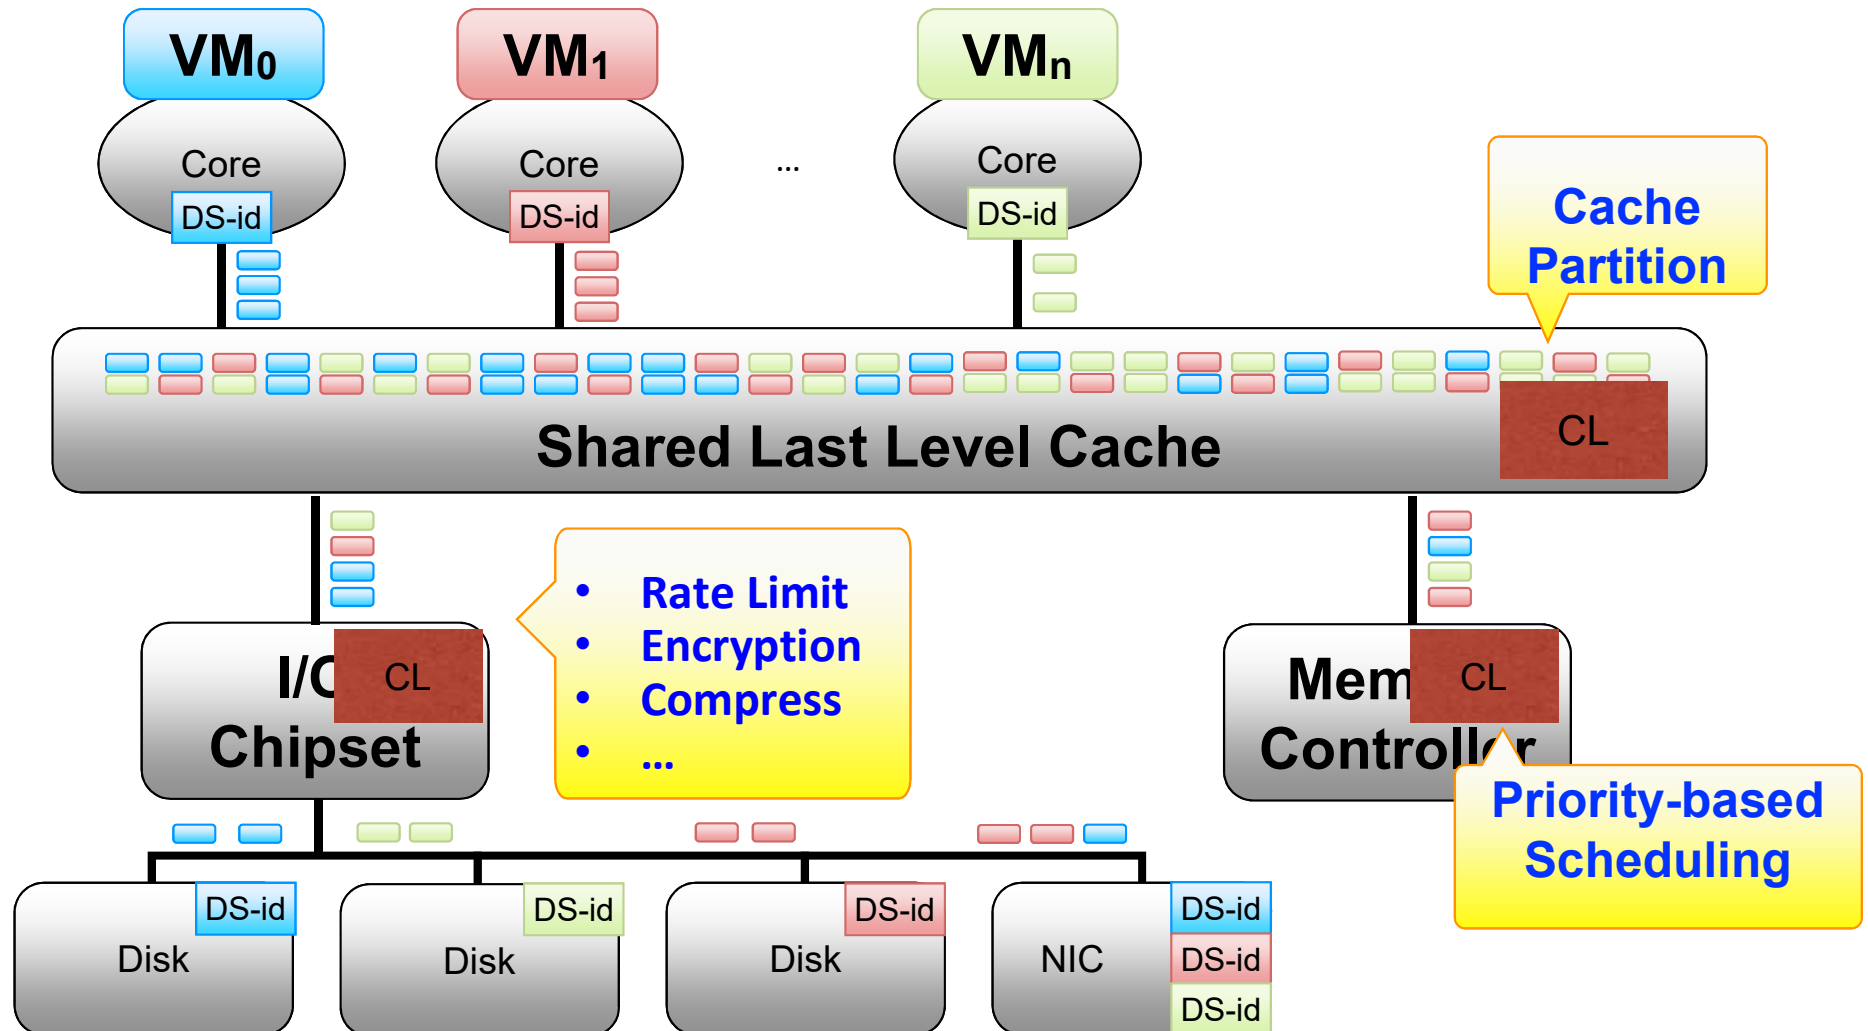 VM0
VM1
VMn
Core
Core
...
Core
DS-id
DS-id
DS-id
Cache
Partition
Shared Last Level Cache
CL
• Rate Limit
• Encryption
• Compress
• ...
I/O
CL
Chipset
Mem
CL
Controller
Priority-based
Scheduling
DS-id
Disk
DS-id
Disk
DS-id
Disk
NIC
DS-id
DS-id
DS-id